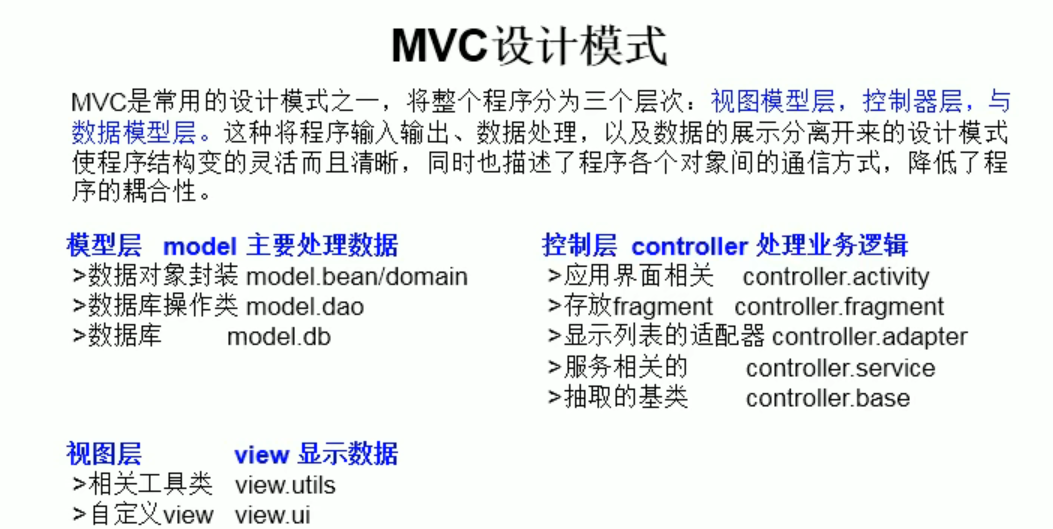 MVC设计模式
MVC是常用的设计模式之一，将整个程序分为三个层次：视图模型层，控制器层，与
数据模型层。这种将程序输入输出、数据处理，以及数据的展示分离开来的设计模式
使程序结构变的灵活而且清晰，同时也描述了程序各个对象间的通信方式，降低了程
序的耦合性。
模型层 model 主要处理数据
>数据对象封装 model.bean/domain
>数据库操作类 model.dao
>数据库 model.db
控制层 controller 处理业务逻辑
>应用界面相关 controller.activity
>存放fragment controller.fragment
>显示列表的适配器 controller.adapter
>服务相关的 controller.service
>抽取的基类 controller.base
视图层 view 显示数据
>相关工具类 view.utils
>自定义view view.ui